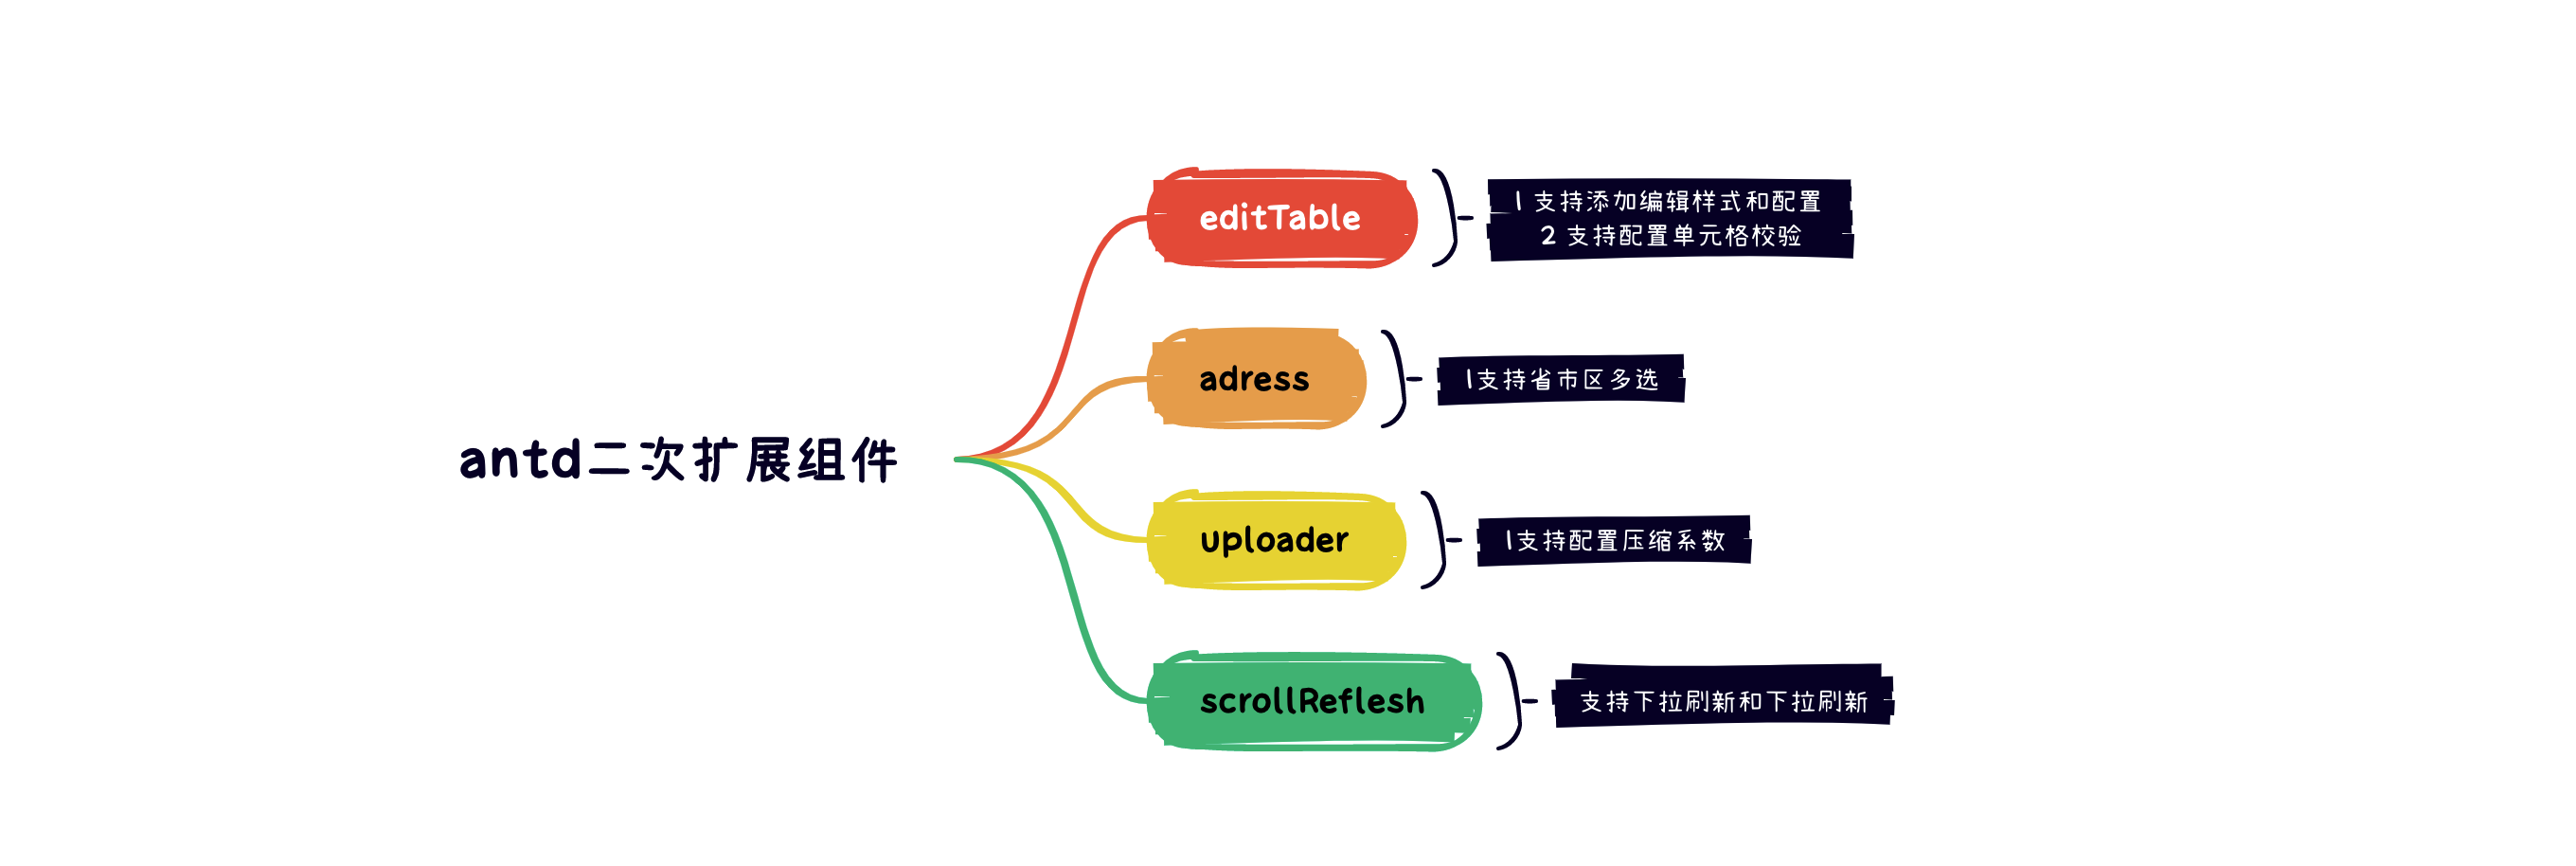 antd二次扩展组件
editTable
1 支持添加编辑样式和配置
2 支持配置单元格校验
adress
1支持省市区多选
uploader
1支持配置压缩系数
scrollReflesh
支持下拉刷新和下拉刷新